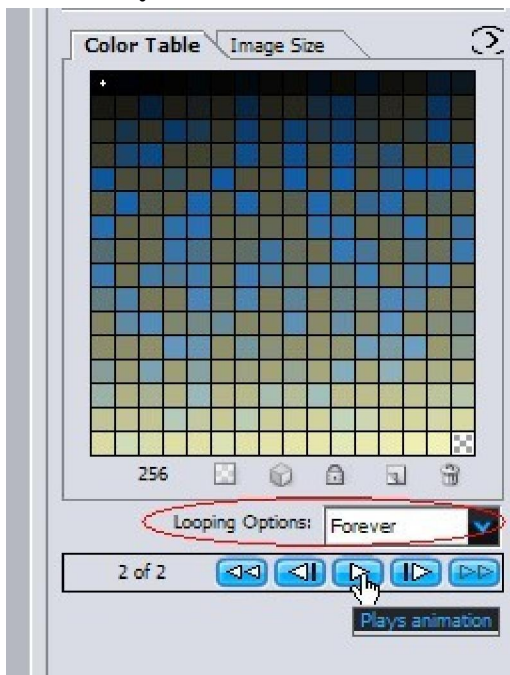 Color Table Image Size
256
Looping Options: Forever
2 of 2
Plays animation